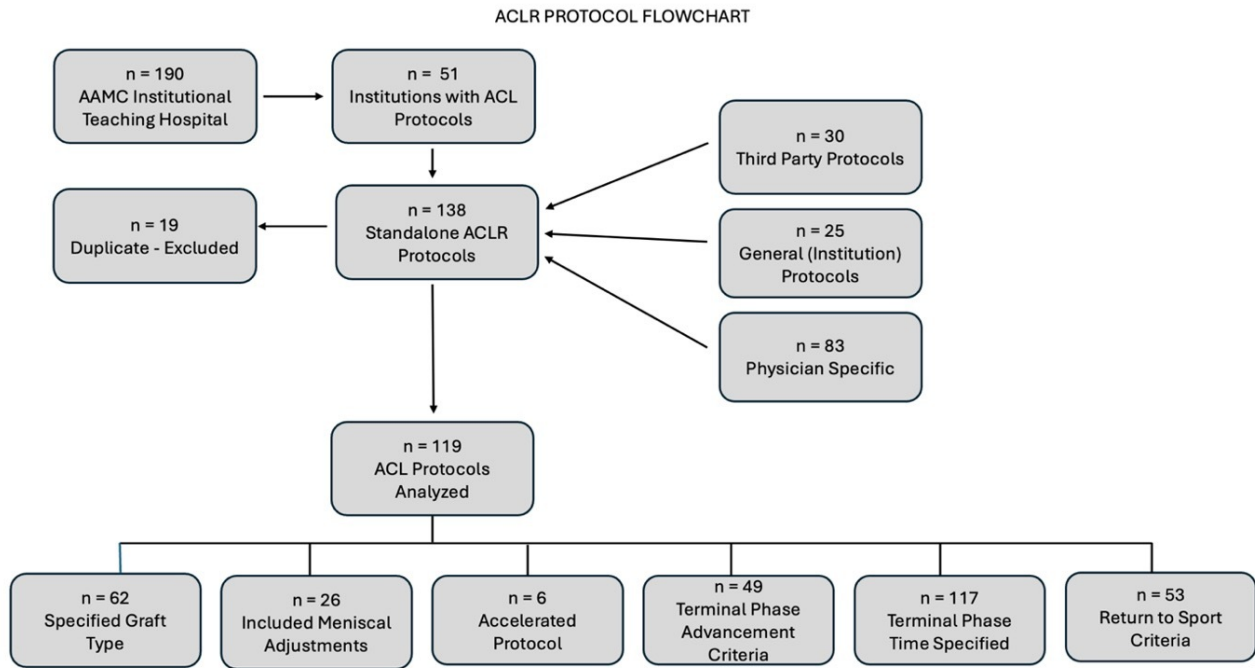 ACLR PROTOCOL FLOWCHART
n = 190
AAMC Institutional
Teaching Hospital
n = 51
Institutions with ACL
Protocols
n = 30
Third Party Protocols
n = 19
Duplicate - Excluded
n = 138
Standalone ACLR
Protocols
n = 25
General (Institution)
Protocols
n = 83
Physician Specific
n = 119
ACL Protocols
Analyzed
n = 62
Specified Graft
Type
n = 26
Included Meniscal
Adjustments
n = 6
Accelerated
Protocol
n = 49
Terminal Phase
Advancement
Criteria
n = 117
Terminal Phase
Time Specified
n = 53
Return to Sport
Criteria